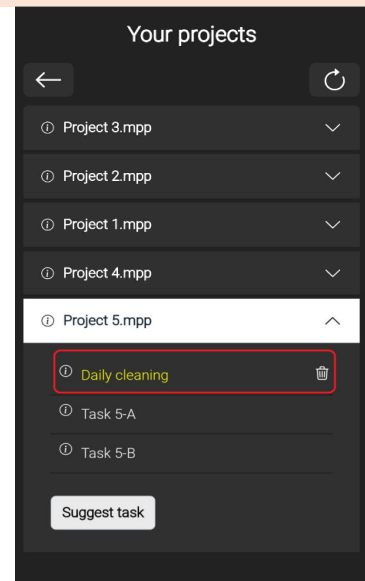 Your projects
Project 3.mpp
Project 2.mpp
Project 1.mpp
Project 4.mpp
Project 5.mpp
Daily cleaning
Task 5-A
Task 5-B
Suggest task